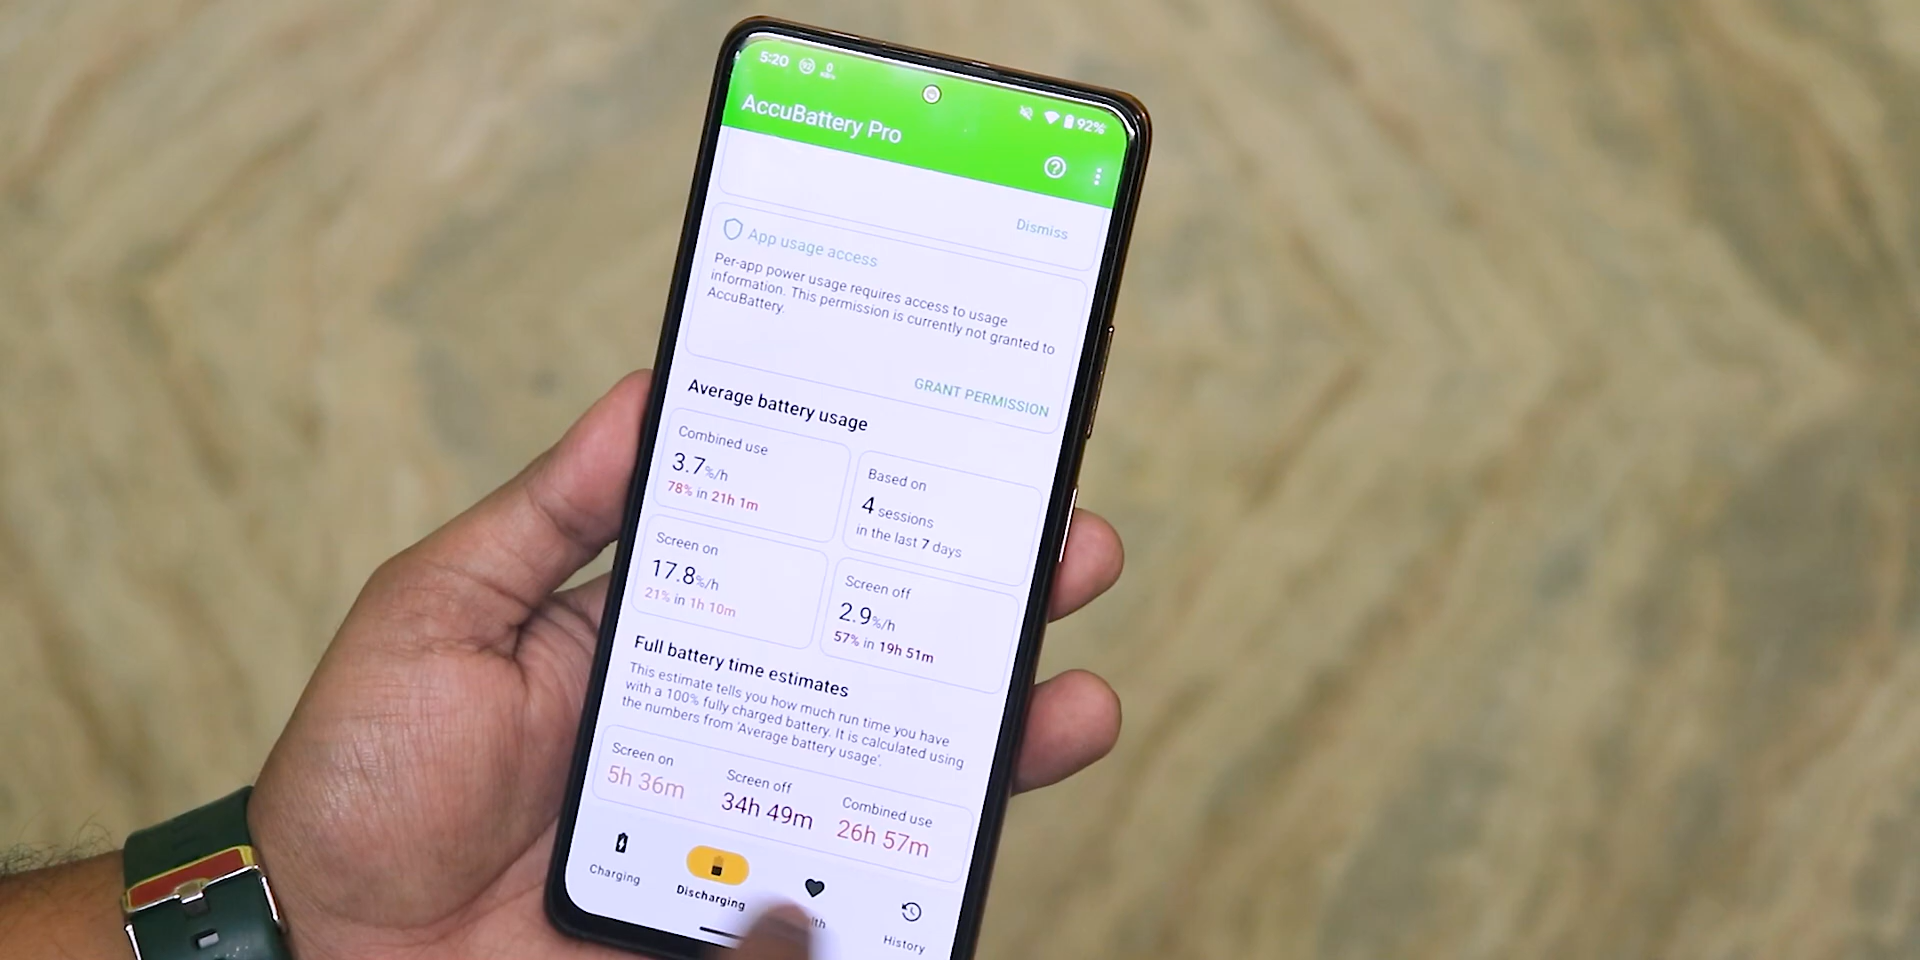 5:20 92 0 92%
AccuBattery Pro
Dismiss
App usage access
Per-app power usage requires access to usage
information. This permission is currently not granted to
AccuBattery.
GRANT PERMISSION
Average battery usage
Combined use
3.7%/h
78% in 21h 1m
Based on
4 sessions
in the last 7 days
Screen on
17.8%/h
21% in 1h 10m
Screen off
2.9%/h
57% in 19h 51m
Full battery time estimates
This estimate tells you how much run time you have
with a 100% fully charged battery. It is calculated using
the numbers from 'Average battery usage'.
Screen on
5h 36m
Screen off
34h 49m
Combined use
26h 57m
Charging
Discharging
History